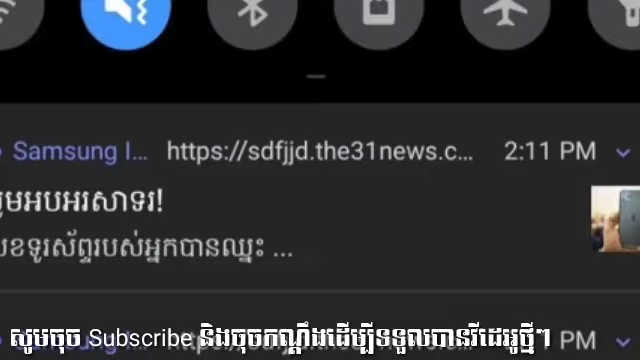 Samsung I... https://sdfjjd.the31news.c... 2:11 PM
សូមអបអរសាទរ!
លេខទូរស័ព្ទរបស់អ្នកបានឈ្នះ ...
សូមចុច Subscribe និងចុចកណ្ដឹងដើម្បីទទួលបានវីដេអូថ្មីៗ
PM